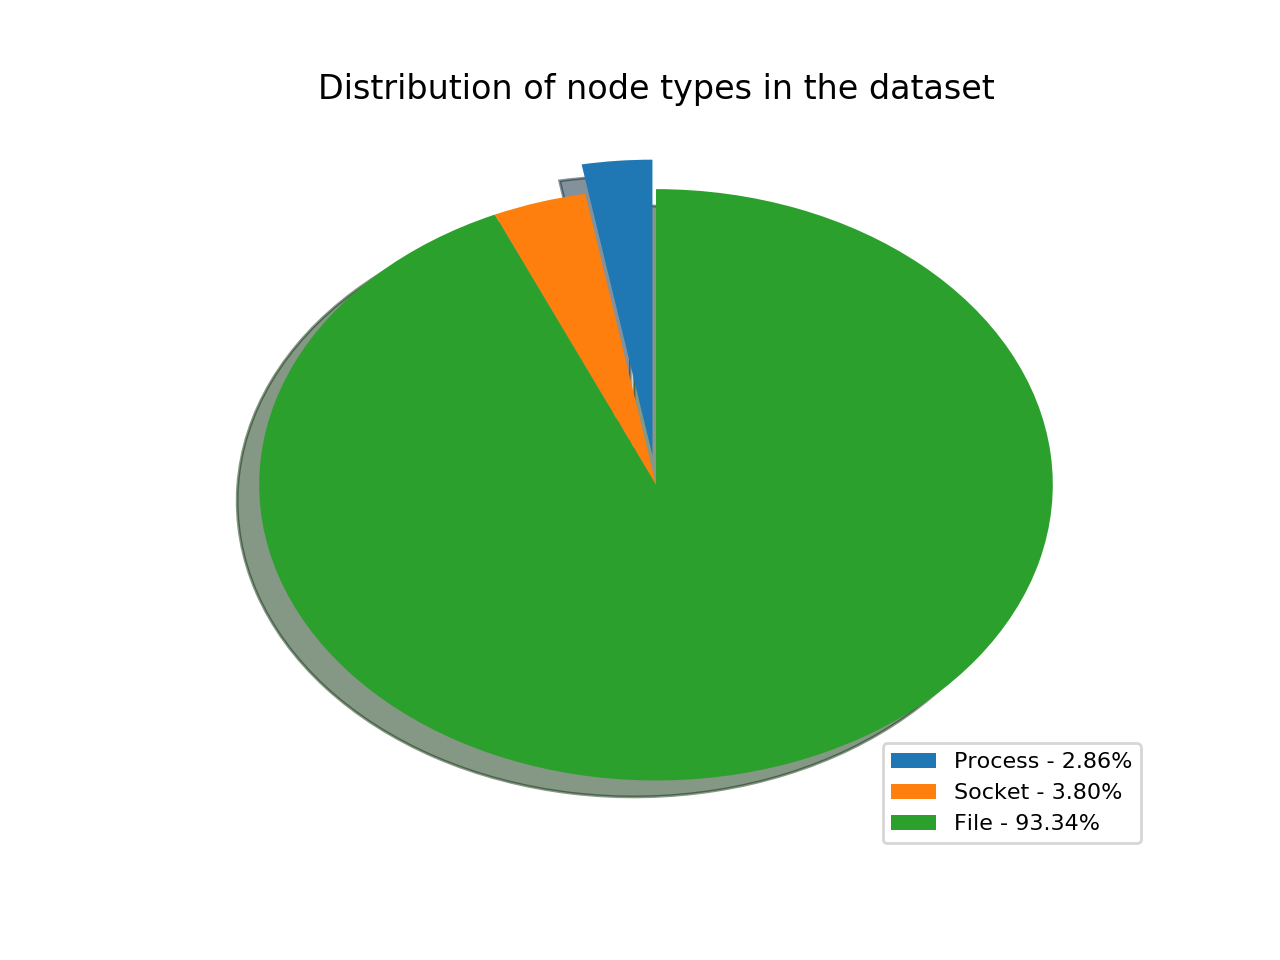 Distribution of node types in the dataset
Process - 2.86%
Socket - 3.80%
File - 93.34%